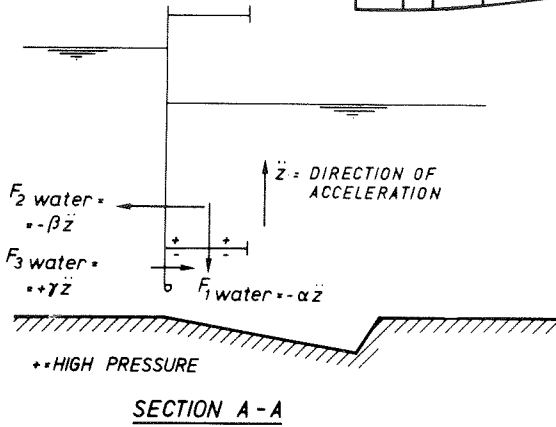 z̈ = DIRECTION OF
ACCELERATION
F2 water =
= -βz̈
F3 water =
= +γz̈
+ +
- -
F1 water = -αz̈
+ = HIGH PRESSURE
SECTION A-A